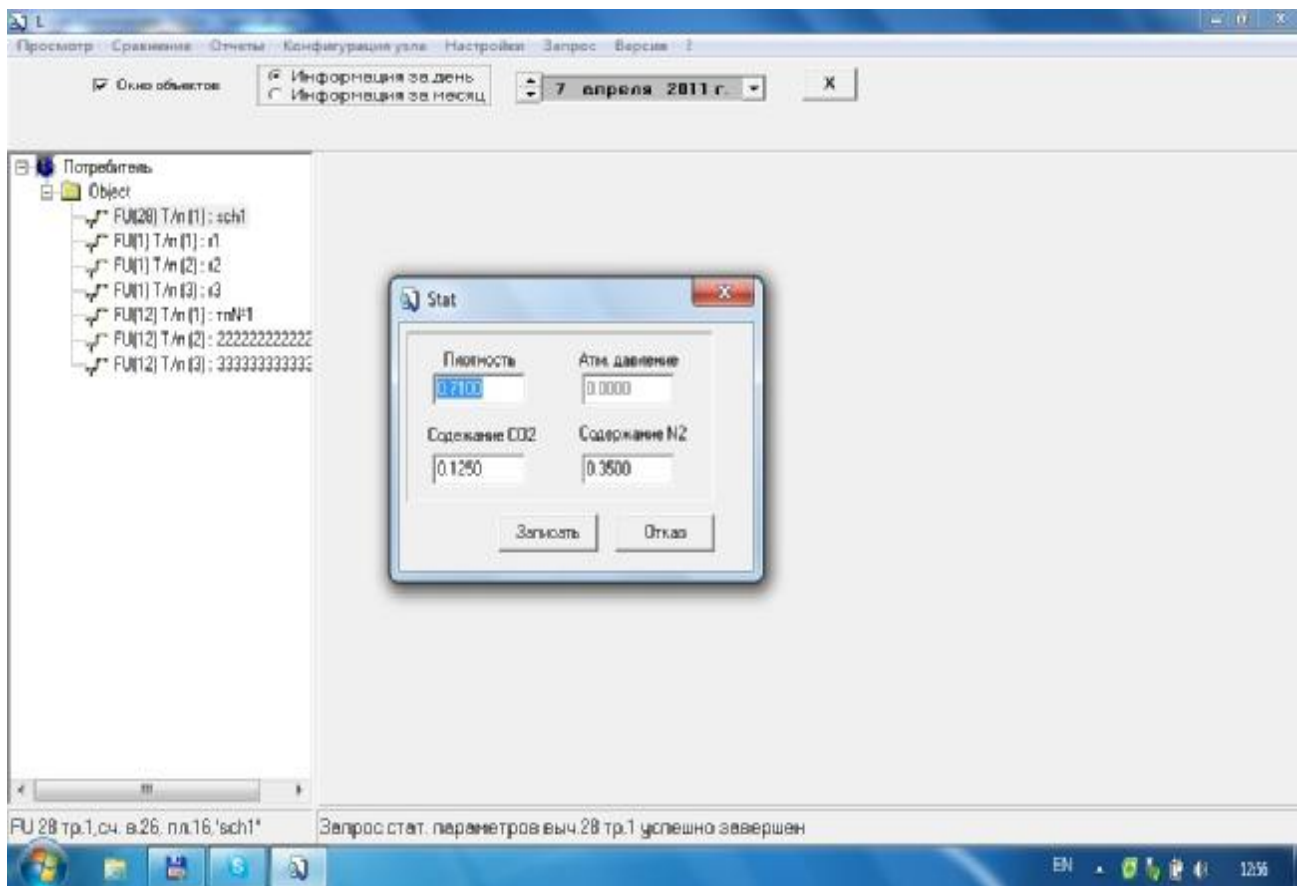 L
Просмотр Сравнение Отчеты Конфигурация узла Настройки Запрос Версия ?
Окно объектов
Информация за день
Информация за месяц
7 апреля 2011 г.
X
Потребитель
Object
FU(28) Т/п (1) : sch1
FU(1) Т/п (1) : г1
FU(1) Т/п (2) : г2
FU(1) Т/п (3) : г3
FU(12) Т/п (1) : тп№1
FU(12) Т/п (2) : 222222222222
FU(12) Т/п (3) : 333333333333
Stat
Плотность Атм. давление
0.7100 0.0000
Содежание CO2 Содержание N2
0.1250 0.3500
Записать Отказ
FU 28 тр.1,сч. в.26, пл.16,"sch1" Запрос стат. параметров выч.28 тр.1 успешно завершен
EN 12:56